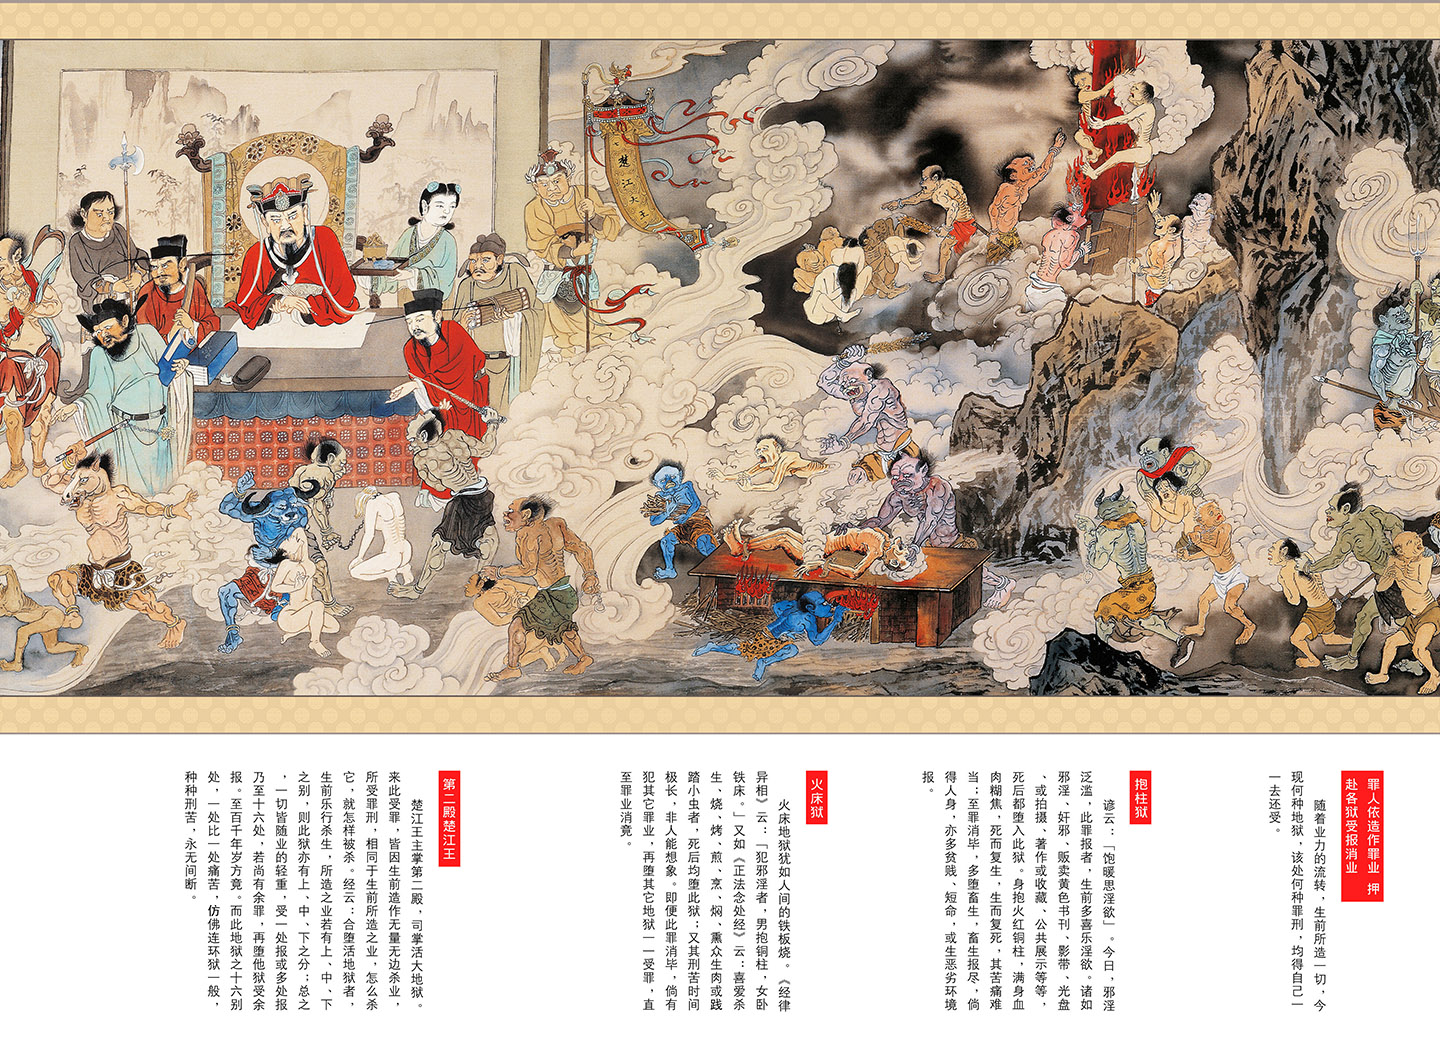 楚江大王
罪人依造作罪业 押
赴各狱受报消业
随着业力的流转，生前所造一切，今
现何种地狱，该处何种罪刑，均得自己一
一去还受。
抱柱狱
谚云：「饱暖思淫欲」。今日，邪淫
泛滥，此罪报者，生前多喜乐淫欲。诸如
邪淫、奸邪、贩卖黄色书刊、影带、光盘
、或拍摄、著作或收藏、公共展示等等，
死后都堕入此狱。身抱火红铜柱，满身血
肉糊焦，死而复生，生而复死，其苦痛难
当；至罪消毕，多堕畜生，畜生报尽，倘
得人身，亦多贫贱、短命，或生恶劣环境
报。
火床狱
火床地狱犹如人间的铁板烧。《经律
异相》云：「犯邪淫者，男抱铜柱，女卧
铁床。」又如《正法念处经》云：喜爱杀
生、烧、烤、煎、烹、焖、熏众生肉或践
踏小虫者，死后均堕此狱；又其刑苦时间
极长，非人能想象。即便此罪消毕，倘有
犯其它罪业，再堕其它地狱一一受罪，直
至罪业消竟。
第二殿楚江王
楚江王主掌第二殿，司掌活大地狱。
来此受罪，皆因生前造作无量无边杀业，
所受罪刑，相同于生前所造之业，怎么杀
它，就怎样被杀。经云：合堕活地狱者，
生前乐行杀生，所造之业若有上、中、下
之别，则此狱亦有上、中、下之分；总之
，一切皆随业的轻重，受一处报或多处报
乃至十六处，若尚有余罪，再堕他狱受余
报。至百千年岁方竟。而此地狱之十六别
处，一处比一处痛苦，仿佛连环狱一般，
种种刑苦，永无间断。